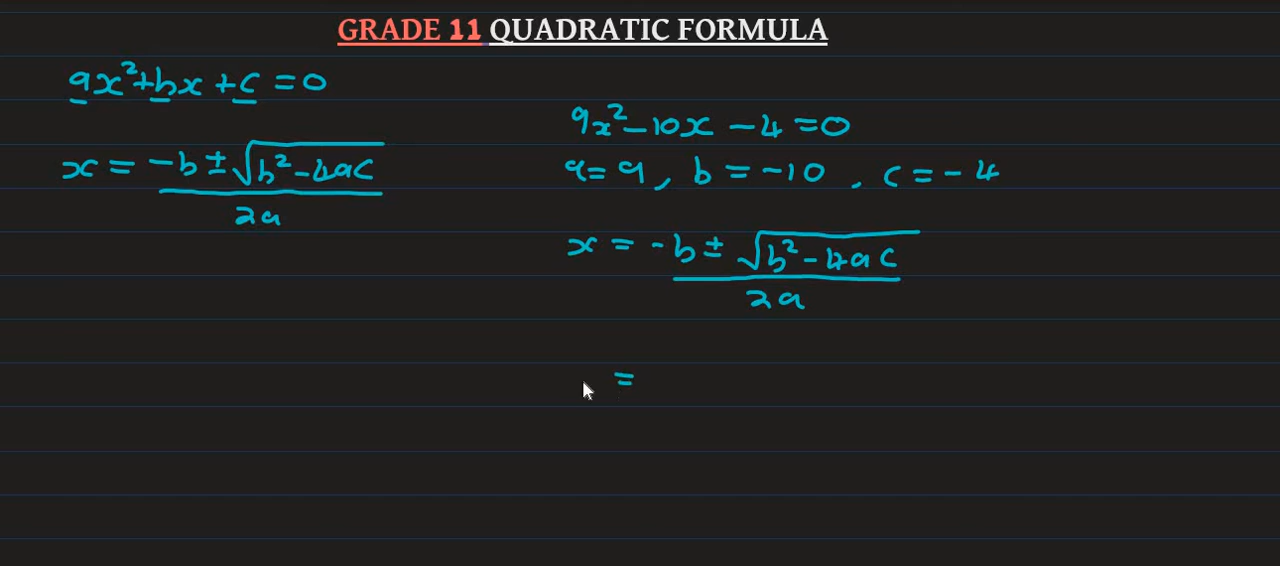 GRADE 11 QUADRATIC FORMULA
ax²+bx+c=0
x = -b ± √b²-4ac
2a
9x²-10x-4=0
a=9, b=-10, c=-4
x = -b ± √b²-4ac
2a
=